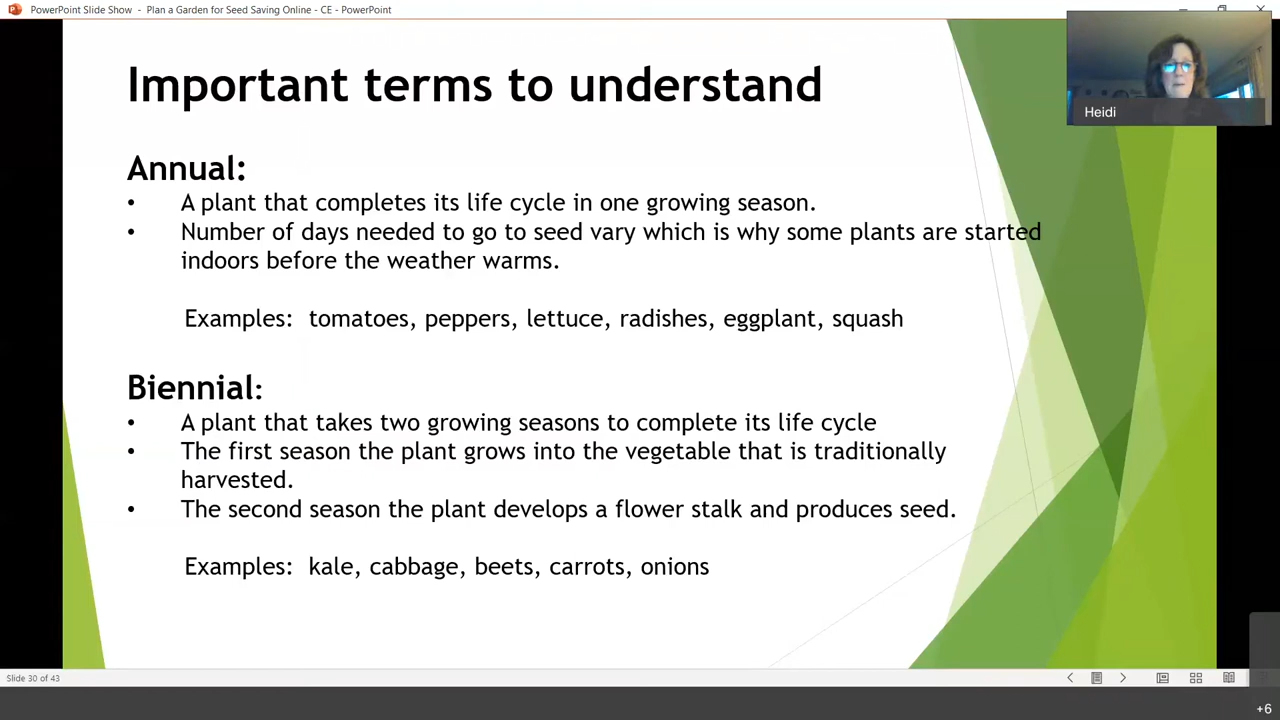 PowerPoint Slide Show - Plan a Garden for Seed Saving Online - CE - PowerPoint
Heidi
Important terms to understand
Annual:
• A plant that completes its life cycle in one growing season.
• Number of days needed to go to seed vary which is why some plants are started
indoors before the weather warms.
Examples: tomatoes, peppers, lettuce, radishes, eggplant, squash
Biennial:
• A plant that takes two growing seasons to complete its life cycle
• The first season the plant grows into the vegetable that is traditionally
harvested.
• The second season the plant develops a flower stalk and produces seed.
Examples: kale, cabbage, beets, carrots, onions
Slide 30 of 43
+6